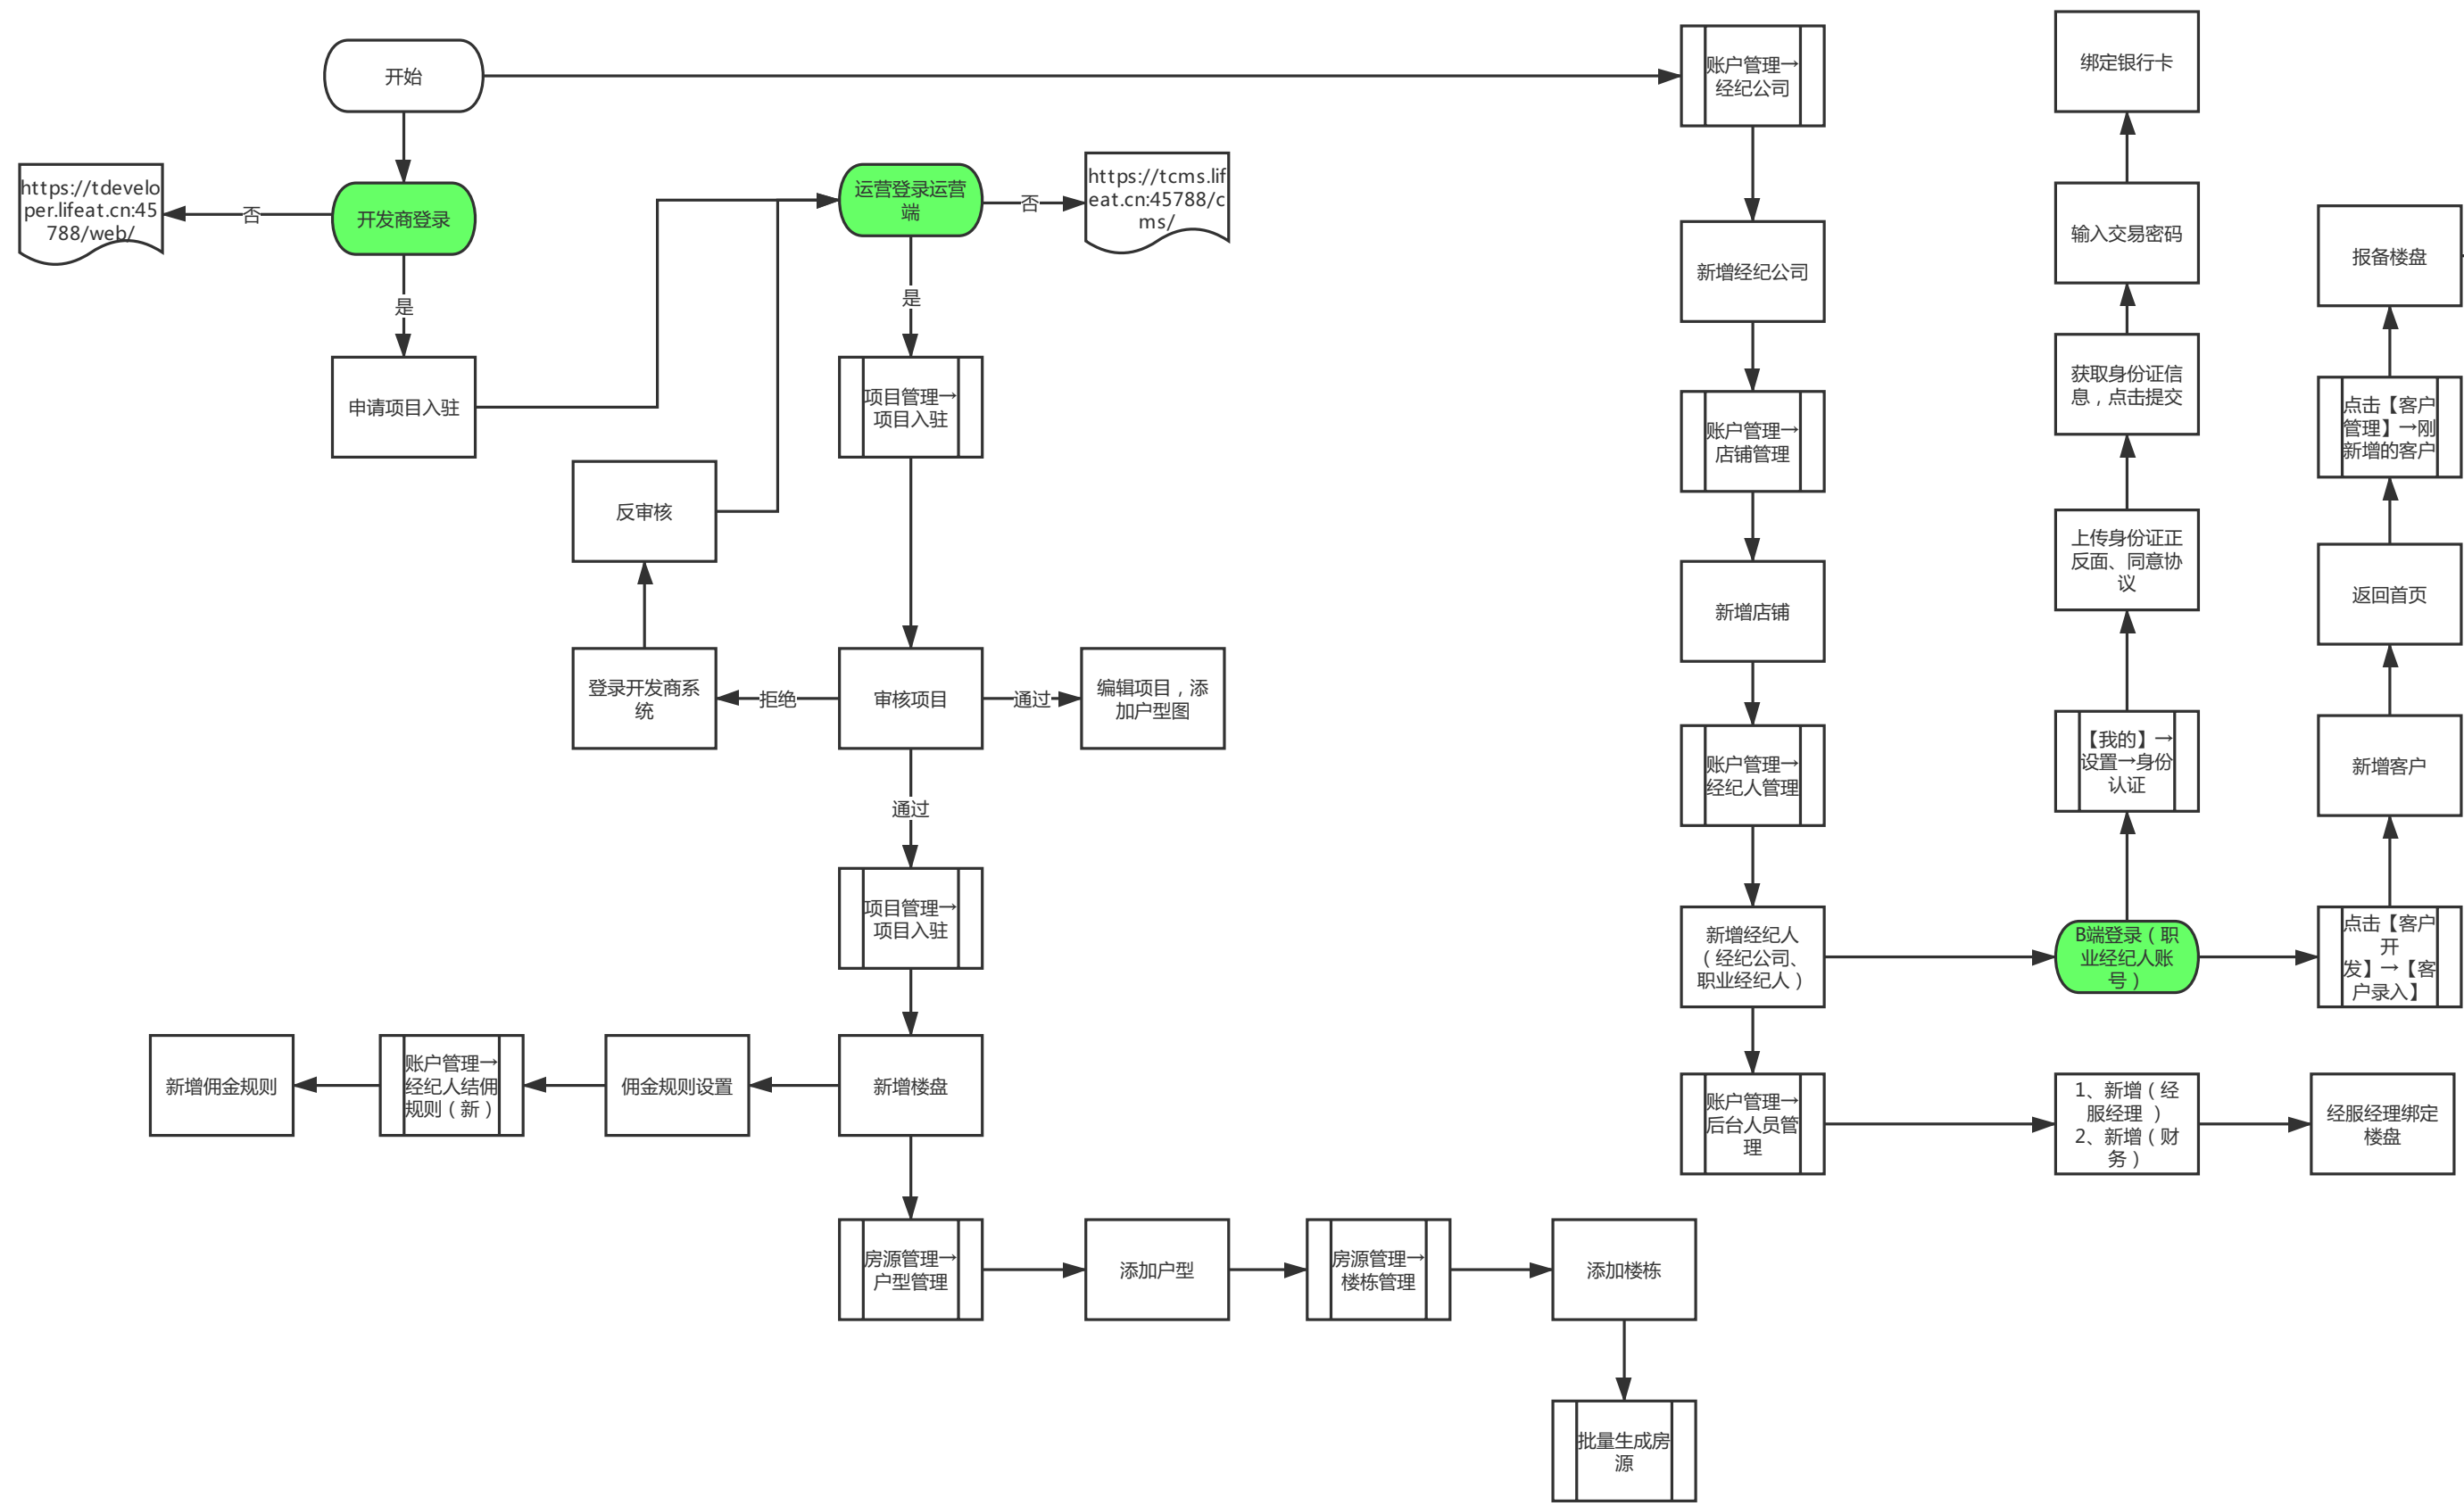 开始
https://tdevelo
per.lifeat.cn:45
788/web/
否
开发商登录
是
申请项目入驻
运营登录运营
端
否
https://tcms.lif
eat.cn:45788/c
ms/
是
项目管理→
项目入驻
反审核
登录开发商系
统
拒绝
审核项目
通过
编辑项目，添
加户型图
通过
项目管理→
项目入驻
新增佣金规则
账户管理→
经纪人结佣
规则（新）
佣金规则设置
新增楼盘
房源管理→
户型管理
添加户型
房源管理→
楼栋管理
添加楼栋
批量生成房
源
账户管理→
经纪公司
新增经纪公司
账户管理→
店铺管理
新增店铺
账户管理→
经纪人管理
新增经纪人
（经纪公司、
职业经纪人）
账户管理→
后台人员管
理
绑定银行卡
输入交易密码
获取身份证信
息，点击提交
上传身份证正
反面、同意协
议
【我的】→
设置→身份
认证
B端登录（职
业经纪人账
号）
1、新增（经
服经理 ）
2、新增（财
务）
报备楼盘
点击【客户
管理】→刚
新增的客户
返回首页
新增客户
点击【客户
开
发】→【客
户录入】
经服经理绑定
楼盘